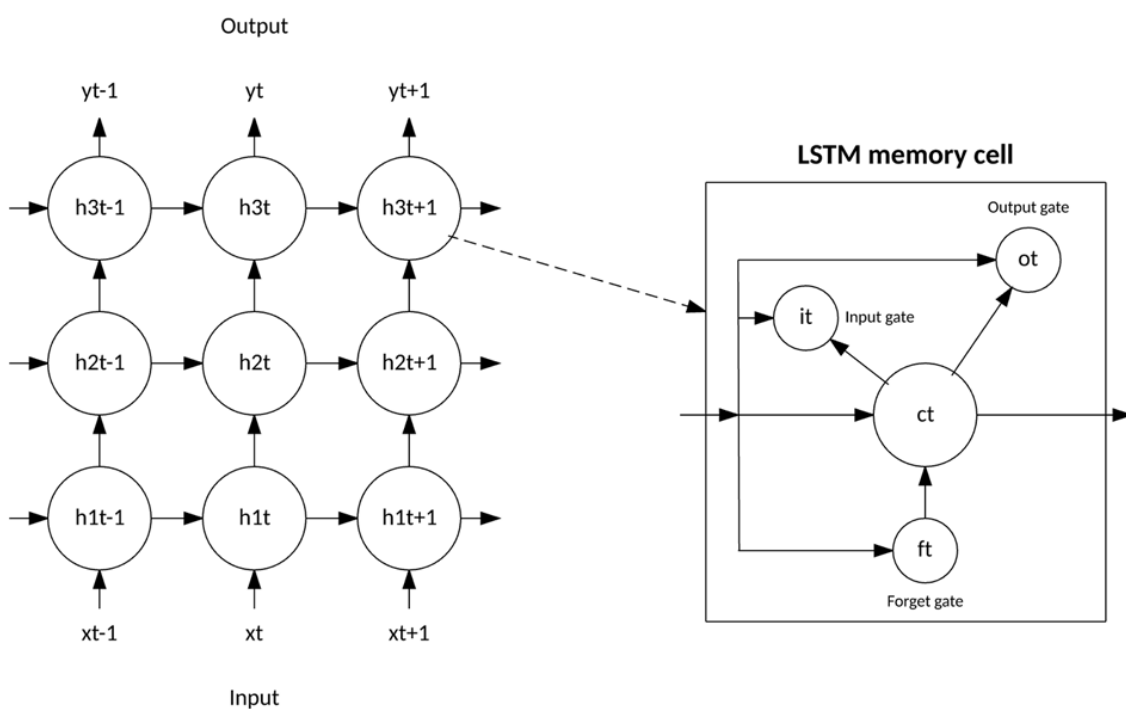 Output
yt-1 yt yt+1
h3t-1 h3t h3t+1
h2t-1 h2t h2t+1
h1t-1 h1t h1t+1
xt-1 xt xt+1
Input
LSTM memory cell
Output gate
ot
it Input gate
ct
ft
Forget gate